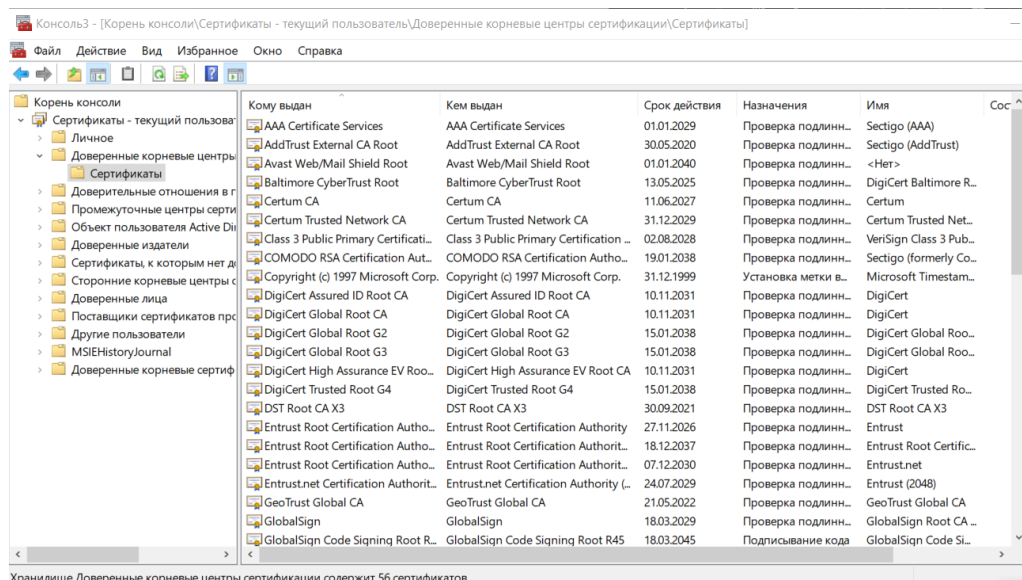 Консоль3 - [Корень консоли\Сертификаты - текущий пользователь\Доверенные корневые центры сертификации\Сертификаты]
Файл Действие Вид Избранное Окно Справка
Корень консоли
Сертификаты - текущий пользова
Личное
Доверенные корневые центры
Сертификаты
Доверительные отношения в п
Промежуточные центры серти
Объект пользователя Active Di
Доверенные издатели
Сертификаты, к которым нет д
Сторонние корневые центры с
Доверенные лица
Поставщики сертификатов про
Другие пользователи
MSIEHistoryJournal
Доверенные корневые сертиф
Кому выдан Кем выдан Срок действия Назначения Имя Сос
AAA Certificate Services AAA Certificate Services 01.01.2029 Проверка подлинн... Sectigo (AAA)
AddTrust External CA Root AddTrust External CA Root 30.05.2020 Проверка подлинн... Sectigo (AddTrust)
Avast Web/Mail Shield Root Avast Web/Mail Shield Root 01.01.2040 Проверка подлинн... <Нет>
Baltimore CyberTrust Root Baltimore CyberTrust Root 13.05.2025 Проверка подлинн... DigiCert Baltimore R...
Certum CA Certum CA 11.06.2027 Проверка подлинн... Certum
Certum Trusted Network CA Certum Trusted Network CA 31.12.2029 Проверка подлинн... Certum Trusted Net...
Class 3 Public Primary Certificati... Class 3 Public Primary Certification ... 02.08.2028 Проверка подлинн... VeriSign Class 3 Pub...
COMODO RSA Certification Aut... COMODO RSA Certification Autho... 19.01.2038 Проверка подлинн... Sectigo (formerly Co...
Copyright (c) 1997 Microsoft Corp. Copyright (c) 1997 Microsoft Corp. 31.12.1999 Установка метки в... Microsoft Timestam...
DigiCert Assured ID Root CA DigiCert Assured ID Root CA 10.11.2031 Проверка подлинн... DigiCert
DigiCert Global Root CA DigiCert Global Root CA 10.11.2031 Проверка подлинн... DigiCert
DigiCert Global Root G2 DigiCert Global Root G2 15.01.2038 Проверка подлинн... DigiCert Global Roo...
DigiCert Global Root G3 DigiCert Global Root G3 15.01.2038 Проверка подлинн... DigiCert Global Roo...
DigiCert High Assurance EV Roo... DigiCert High Assurance EV Root CA 10.11.2031 Проверка подлинн... DigiCert
DigiCert Trusted Root G4 DigiCert Trusted Root G4 15.01.2038 Проверка подлинн... DigiCert Trusted Ro...
DST Root CA X3 DST Root CA X3 30.09.2021 Проверка подлинн... DST Root CA X3
Entrust Root Certification Autho... Entrust Root Certification Authority 27.11.2026 Проверка подлинн... Entrust
Entrust Root Certification Autho... Entrust Root Certification Authorit... 18.12.2037 Проверка подлинн... Entrust Root Certific...
Entrust Root Certification Autho... Entrust Root Certification Authorit... 07.12.2030 Проверка подлинн... Entrust.net
Entrust.net Certification Authorit... Entrust.net Certification Authority (... 24.07.2029 Проверка подлинн... Entrust (2048)
GeoTrust Global CA GeoTrust Global CA 21.05.2022 Проверка подлинн... GeoTrust Global CA
GlobalSign GlobalSign 18.03.2029 Проверка подлинн... GlobalSign Root CA ...
GlobalSign Code Signing Root R... GlobalSign Code Signing Root R45 18.03.2045 Подписывание кода GlobalSign Code Si...
Хранилище Доверенные корневые центры сертификации содержит 56 сертификатов.